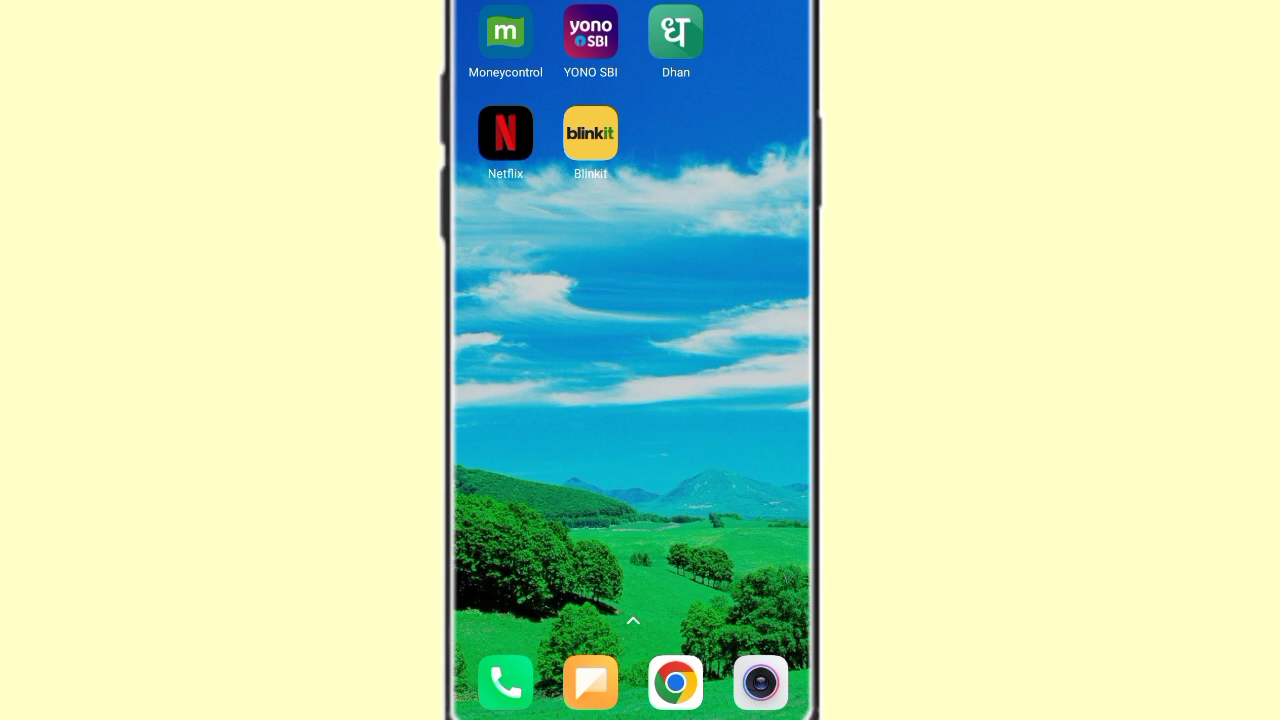 m
yono
SBI
ध
Moneycontrol
YONO SBI
Dhan
N
blinkit
Netflix
Blinkit